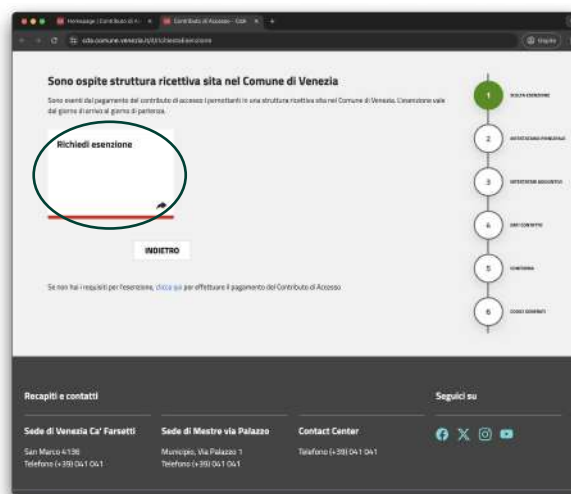 Homepage | Contributo di A
Contributo di Accesso - Com
cda.comune.venezia.it/it/richiestaEsenzione
Ospite
Sono ospite struttura ricettiva sita nel Comune di Venezia
Sono esenti dal pagamento del contributo di accesso i pernottanti in una struttura ricettiva sita nel Comune di Venezia. L'esenzione vale
dal giorno di arrivo al giorno di partenza.
Richiedi esenzione
INDIETRO
Se non hai i requisiti per l'esenzione, clicca qui per effettuare il pagamento del Contributo di Accesso
1 SCELTA ESENZIONE
2 INTESTATARIO PRINCIPALE
3 INTESTATARI AGGIUNTIVI
4 DATI CONTATTO
5 CONFERMA
6 CODICI GENERATI
Recapiti e contatti
Seguici su
Sede di Venezia Ca' Farsetti
San Marco 4136
Telefono (+39) 041 041
Sede di Mestre via Palazzo
Municipio, Via Palazzo 1
Telefono (+39) 041 041
Contact Center
Telefono (+39) 041 041